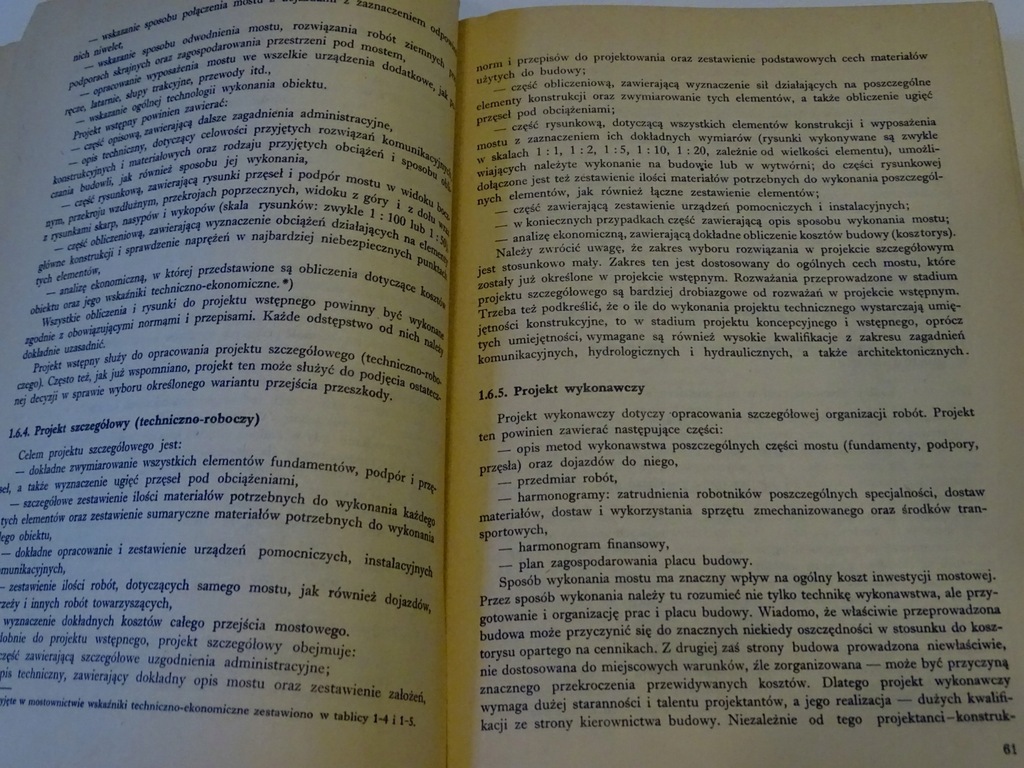 — wskazanie sposobu połączenia mostu z dojazdami z zaznaczeniem
nich niwelet,
— wskazanie sposobu odwodnienia mostu, rozwiązania robót ziemnych
podporach skrajnych oraz zagospodarowania przestrzeni pod mostem,
— opracowanie wyposażenia mostu we wszelkie urządzenia dodatkowe, jak
ręcze, latarnie, słupy trakcyjne, przewody itd.,
— wskazanie ogólnej technologii wykonania obiektu.
Projekt wstępny powinien zawierać:
— część opisową, zawierającą dalsze zagadnienia administracyjne,
— opis techniczny, dotyczący celowości przyjętych rozwiązań komunikacyjnych
konstrukcyjnych i materiałowych oraz rodzaju przyjętych obciążeń i sposobu
czania budowli, jak również sposobu jej wykonania,
— część rysunkową, zawierającą rysunki przęseł i podpór mostu w widoku
nym, przekroju wzdłużnym, przekrojach poprzecznych, widoku z góry i z dołu
z rysunkami skarp, nasypów i wykopów (skala rysunków: zwykle 1 : 100 lub 1 : 50)
— część obliczeniową, zawierającą wyznaczenie obciążeń działających na elementy
główne konstrukcji i sprawdzenie naprężeń w najbardziej niebezpiecznych punktach
tych elementów,
— analizę ekonomiczną, w której przedstawione są obliczenia dotyczące kosztów
obiektu oraz jego wskaźniki techniczno-ekonomiczne.*)
Wszystkie obliczenia i rysunki do projektu wstępnego powinny być wykonane
zgodnie z obowiązującymi normami i przepisami. Każde odstępstwo od nich należy
dokładnie uzasadnić.
Projekt wstępny służy do opracowania projektu szczegółowego (techniczno-robo-
czego). Często też, jak już wspomniano, projekt ten może służyć do podjęcia ostatecz-
nej decyzji w sprawie wyboru określonego wariantu przejścia przeszkody.
1.6.4. Projekt szczegółowy (techniczno-roboczy)
Celem projektu szczegółowego jest:
— dokładne zwymiarowanie wszystkich elementów fundamentów, podpór i przę-
seł, a także wyznaczenie ugięć przęseł pod obciążeniami,
— szczegółowe zestawienie ilości materiałów potrzebnych do wykonania każdego
tych elementów oraz zestawienie sumaryczne materiałów potrzebnych do wykonania
łego obiektu,
— dokładne opracowanie i zestawienie urządzeń pomocniczych, instalacyjnych
munikacyjnych,
— zestawienie ilości robót, dotyczących samego mostu, jak również dojazdów,
rzeży i innych robót towarzyszących,
wyznaczenie dokładnych kosztów całego przejścia mostowego.
dobnie do projektu wstępnego, projekt szczegółowy obejmuje:
część zawierającą szczegółowe uzgodnienia administracyjne;
pis techniczny, zawierający dokładny opis mostu oraz zestawienie założeń,
yjęte w mostownictwie wskaźniki techniczno-ekonomiczne zestawiono w tablicy 1-4 i 1-5.
norm i przepisów do projektowania oraz zestawienie podstawowych cech materiałów
użytych do budowy;
— część obliczeniową, zawierającą wyznaczenie sił działających na poszczególne
elementy konstrukcji oraz zwymiarowanie tych elementów, a także obliczenie ugięć
przęseł pod obciążeniami;
— część rysunkową, dotyczącą wszystkich elementów konstrukcji i wyposażenia
mostu z zaznaczeniem ich dokładnych wymiarów (rysunki wykonywane są zwykle
w skalach 1 : 1, 1 : 2, 1 : 5, 1 : 10, 1 : 20, zależnie od wielkości elementu), umożli-
wiających należyte wykonanie na budowie lub w wytwórni; do części rysunkowej
dołączone jest też zestawienie ilości materiałów potrzebnych do wykonania poszczegól-
nych elementów, jak również łączne zestawienie elementów;
— część zawierającą zestawienie urządzeń pomocniczych i instalacyjnych;
— w koniecznych przypadkach część zawierającą opis sposobu wykonania mostu;
— analizę ekonomiczną, zawierającą dokładne obliczenie kosztów budowy (kosztorys).
Należy zwrócić uwagę, że zakres wyboru rozwiązania w projekcie szczegółowym
jest stosunkowo mały. Zakres ten jest dostosowany do ogólnych cech mostu, które
zostały już określone w projekcie wstępnym. Rozważania przeprowadzone w stadium
projektu szczegółowego są bardziej drobiazgowe od rozważań w projekcie wstępnym.
Trzeba też podkreślić, że o ile do wykonania projektu technicznego wystarczają umie-
jętności konstrukcyjne, to w stadium projektu koncepcyjnego i wstępnego, oprócz
tych umiejętności, wymagane są również wysokie kwalifikacje z zakresu zagadnień
komunikacyjnych, hydrologicznych i hydraulicznych, a także architektonicznych.
1.6.5. Projekt wykonawczy
Projekt wykonawczy dotyczy opracowania szczegółowej organizacji robót. Projekt
ten powinien zawierać następujące części:
— opis metod wykonawstwa poszczególnych części mostu (fundamenty, podpory,
przęsła) oraz dojazdów do niego,
— przedmiar robót,
— harmonogramy: zatrudnienia robotników poszczególnych specjalności, dostaw
materiałów, dostaw i wykorzystania sprzętu zmechanizowanego oraz środków tran-
sportowych,
— harmonogram finansowy,
— plan zagospodarowania placu budowy.
Sposób wykonania mostu ma znaczny wpływ na ogólny koszt inwestycji mostowej.
Przez sposób wykonania należy tu rozumieć nie tylko technikę wykonawstwa, ale przy-
gotowanie i organizację prac i placu budowy. Wiadomo, że właściwie przeprowadzona
budowa może przyczynić się do znacznych niekiedy oszczędności w stosunku do kosz-
torysu opartego na cennikach. Z drugiej zaś strony budowa prowadzona niewłaściwie,
nie dostosowana do miejscowych warunków, źle zorganizowana — może być przyczyną
znacznego przekroczenia przewidywanych kosztów. Dlatego projekt wykonawczy
wymaga dużej staranności i talentu projektantów, a jego realizacja — dużych kwalifi-
kacji ze strony kierownictwa budowy. Niezależnie od tego projektanci-konstruk-
61